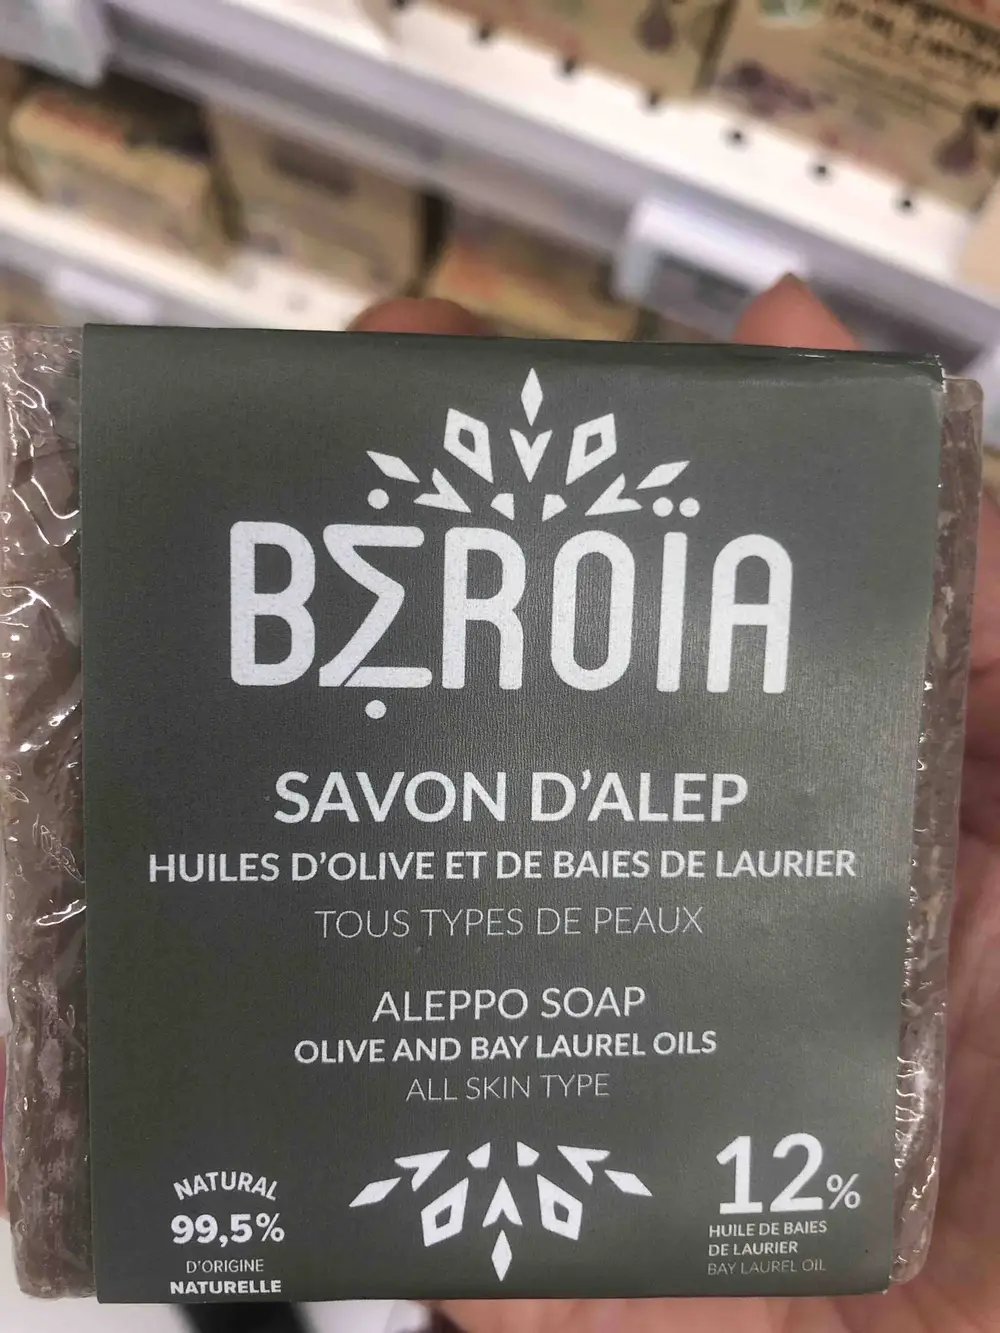 BEROÏA
SAVON D'ALEP
HUILES D'OLIVE ET DE BAIES DE LAURIER
TOUS TYPES DE PEAUX
ALEPPO SOAP
OLIVE AND BAY LAUREL OILS
ALL SKIN TYPE
NATURAL
99,5%
D'ORIGINE
NATURELLE
12%
HUILE DE BAIES
DE LAURIER
BAY LAUREL OIL